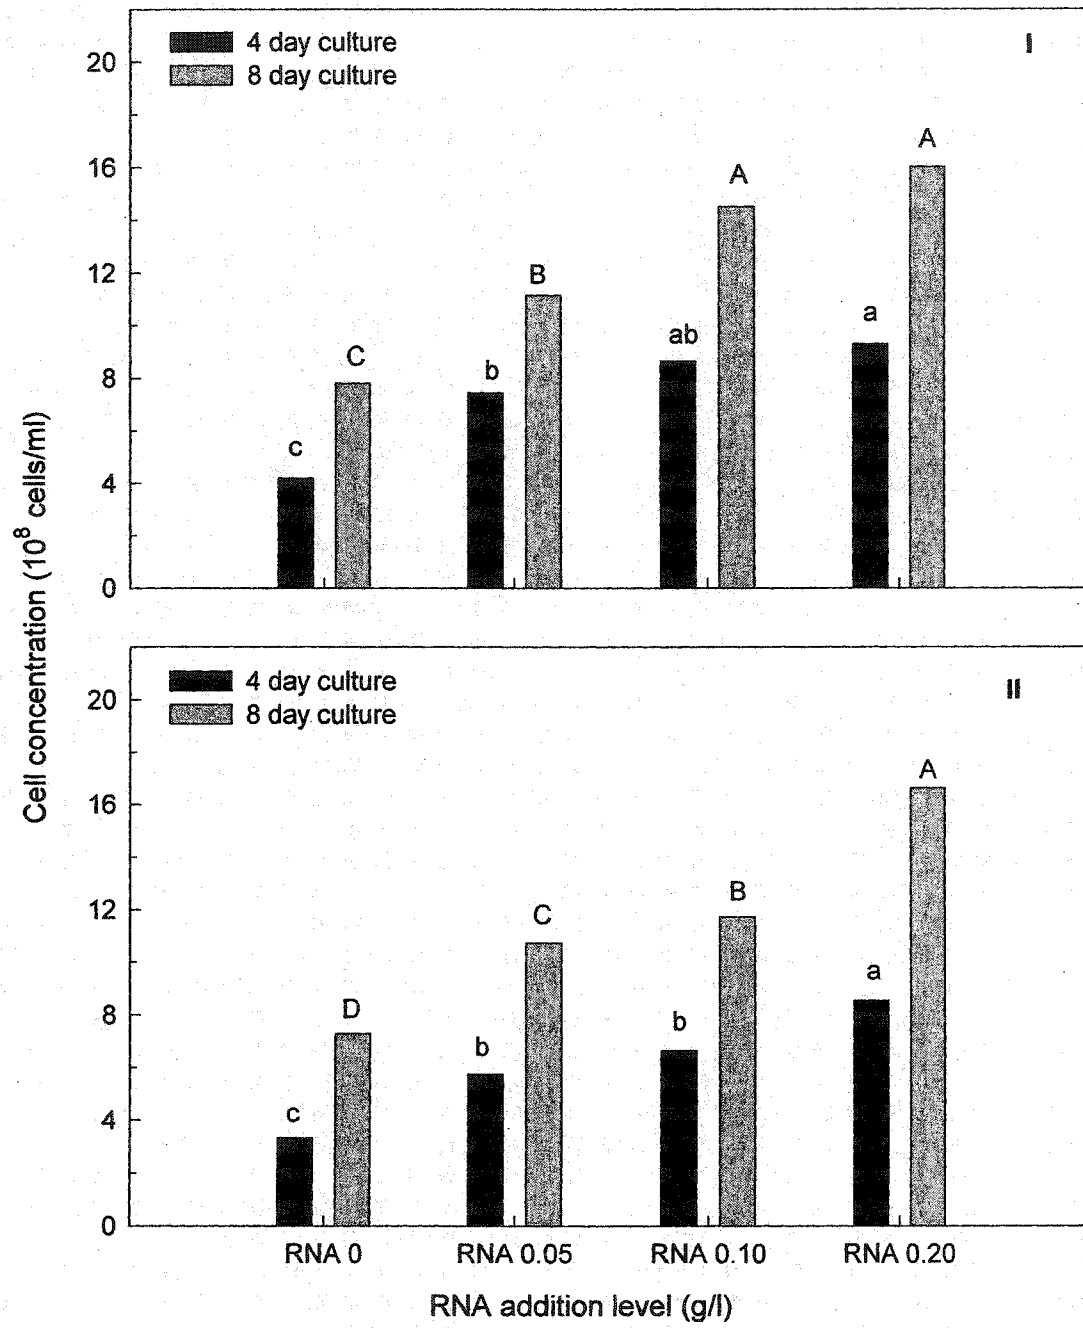 4 day culture
8 day culture
I
20
16
12
8
4
0
A
A
B
C
a
ab
b
c
4 day culture
8 day culture
II
20
16
12
8
4
0
A
B
C
D
a
b
b
c
RNA 0
RNA 0.05
RNA 0.10
RNA 0.20
RNA addition level (g/l)
Cell concentration (10⁸ cells/ml)